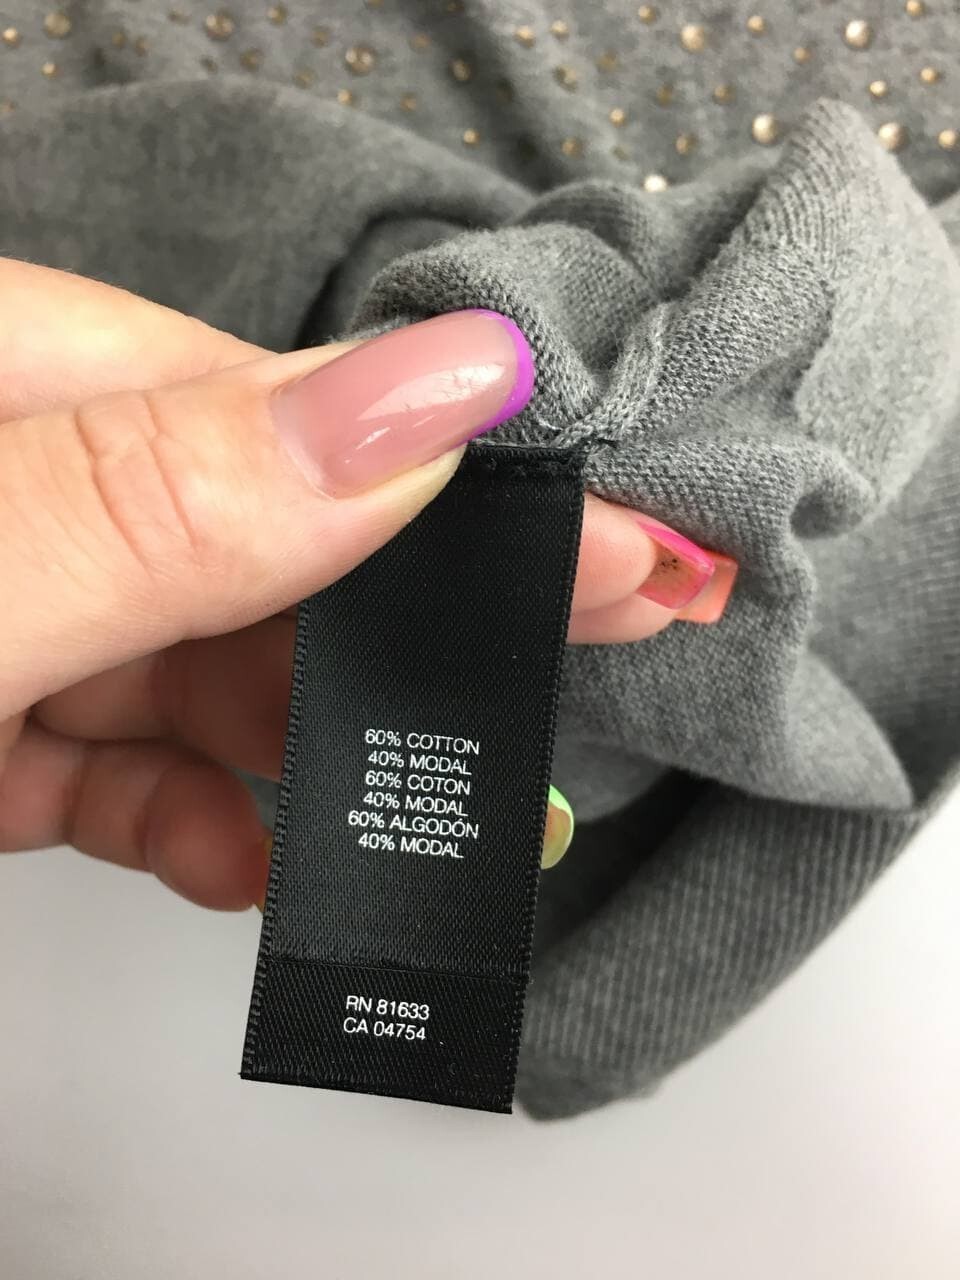 60% COTTON
40% MODAL
60% COTON
40% MODAL
60% ALGODÓN
40% MODAL
RN 81633
CA 04754